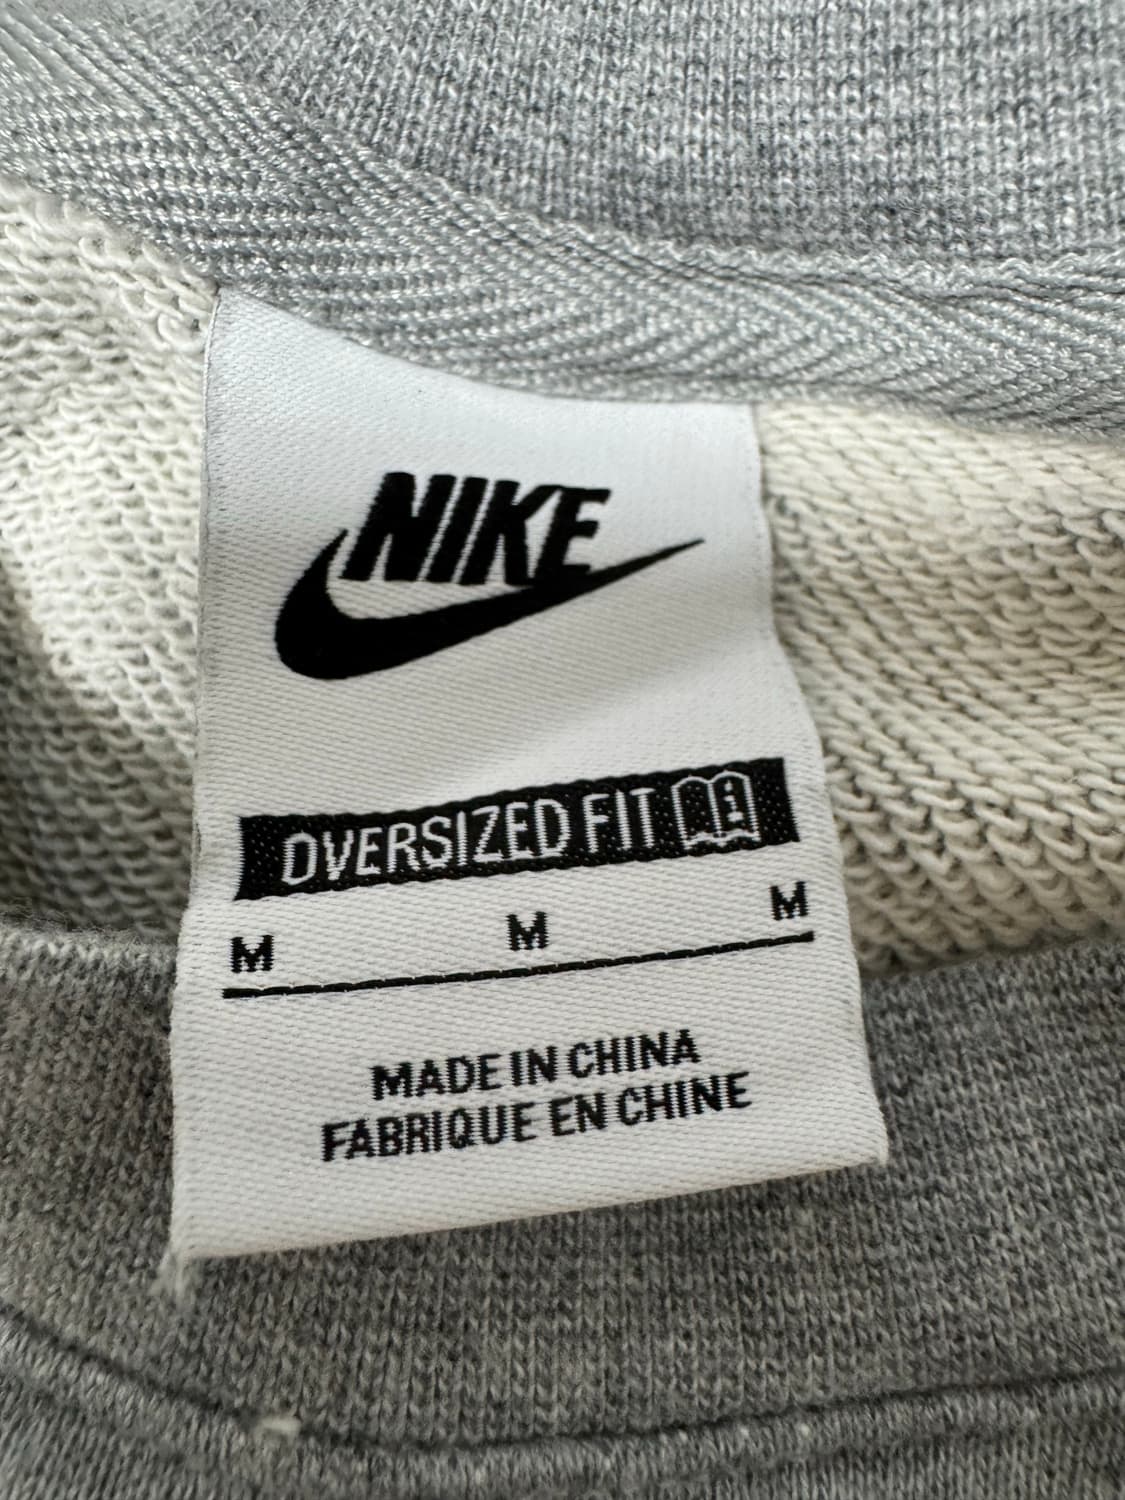 NIKE
OVERSIZED FIT
M M M
MADE IN CHINA
FABRIQUE EN CHINE